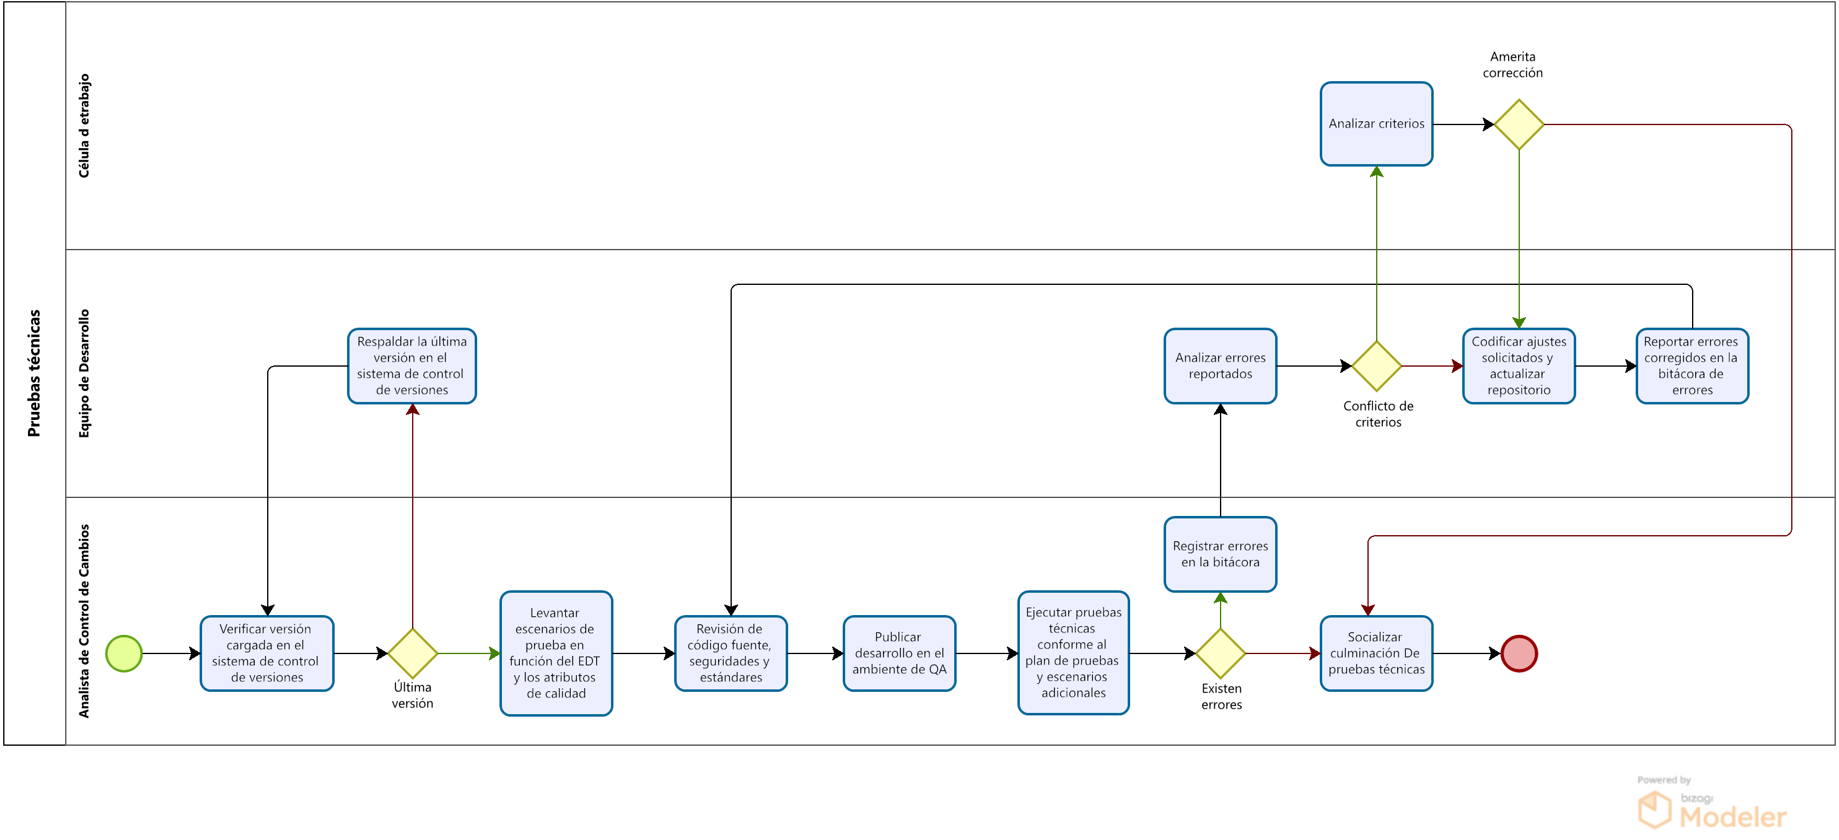 Pruebas técnicas
Célula d etrabajo
Analizar criterios
Amerita
corrección
Equipo de Desarrollo
Respaldar la última
versión en el
sistema de control
de versiones
Analizar errores
reportados
Conflicto de
criterios
Codificar ajustes
solicitados y
actualizar
repositorio
Reportar errores
corregidos en la
bitácora de
errores
Analista de Control de Cambios
Verificar versión
cargada en el
sistema de control
de versiones
Última
versión
Levantar
escenarios de
prueba en
función del EDT
y los atributos
de calidad
Revisión de
código fuente,
seguridades y
estándares
Publicar
desarrollo en el
ambiente de QA
Ejecutar pruebas
técnicas
conforme al
plan de pruebas
y escenarios
adicionales
Registrar errores
en la bitácora
Existen
errores
Socializar
culminación De
pruebas técnicas
Powered by
bizagi
Modeler